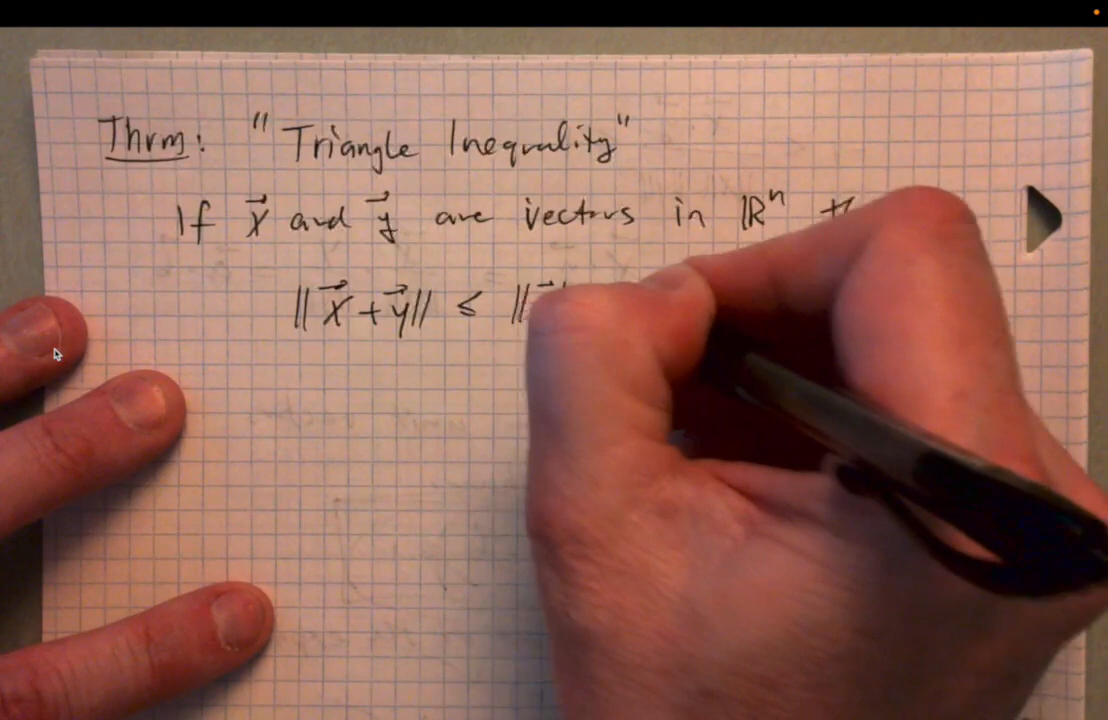 Thrm: "Triangle Inequality"
If x⃗ and y⃗ are vectors in ℝⁿ
||x⃗+y⃗|| ≤ ||